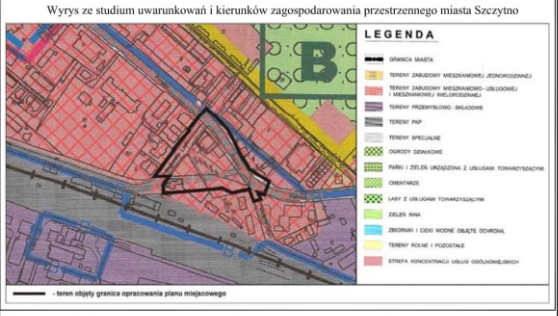 Wyrys ze studium uwarunkowań i kierunków zagospodarowania przestrzennego miasta Szczytno
LEGENDA
GRANICA MIASTA
TERENY ZABUDOWY MIESZKANIOWEJ JEDNORODZINNEJ
TERENY ZABUDOWY MIESZKANIOWO-USŁUGOWEJ
I MIESZKANIOWEJ WIELORODZINNEJ
TERENY PRZEMYSŁOWO-SKŁADOWE
TERENY PKP
TERENY SPECJALNE
OGRODY DZIAŁKOWE
PARKI I ZIELEŃ URZĄDZONA Z USŁUGAMI TOWARZYSZĄCYMI
CMENTARZE
LASY Z USŁUGAMI TOWARZYSZĄCYMI
ZIELEŃ INNA
ZBIORNIKI I CIEKI WODNE OBJĘTE OCHRONĄ
TERENY ROLNE I POZOSTAŁE
STREFA KONCENTRACJI USŁUG OGÓLNOMIEJSKICH
B
- teren objęty granica opracowania planu miejscowego